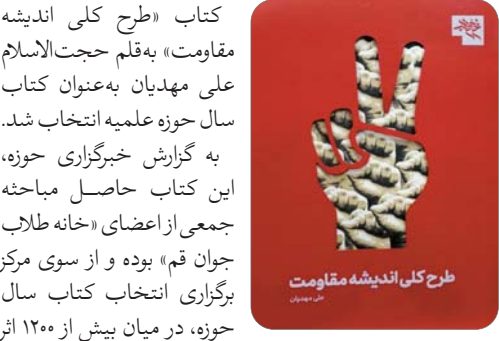 کتاب «طرح کلی اندیشه
مقاومت» به‌قلم حجت‌الاسلام
علی مهدیان به‌عنوان کتاب
سال حوزه علمیه انتخاب شد.
به گزارش خبرگزاری حوزه،
این کتاب حاصـل مباحثه
جمعی از اعضای «خانه طلاب
جوان قم» بوده و از سوی مرکز
برگزاری انتخاب کتاب سال
حوزه، در میان بیش از ۱۲۰۰ اثر
طرح کلی اندیشه مقاومت
علی مهدیان